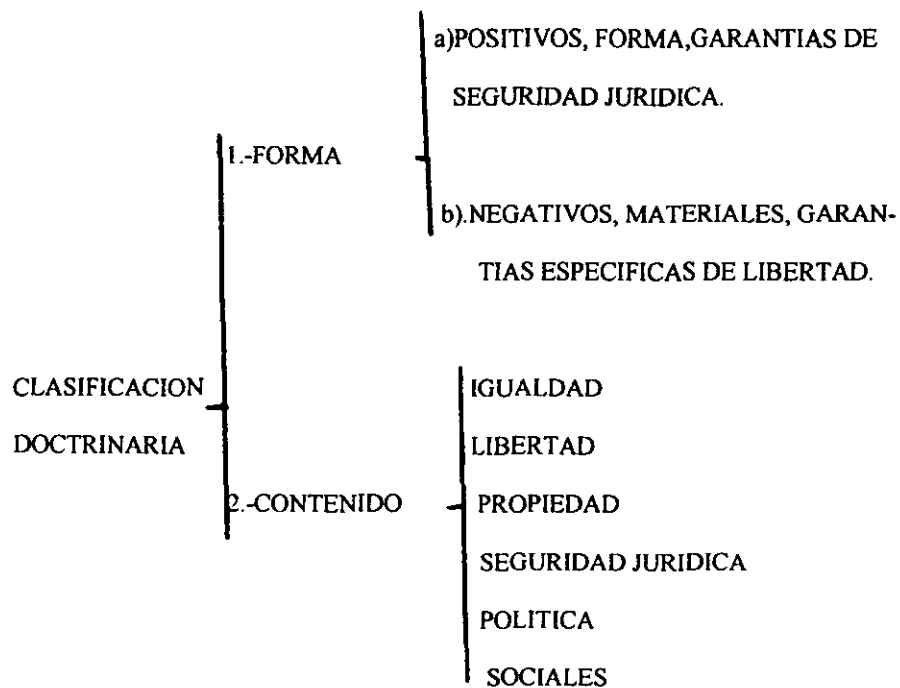 a)POSITIVOS, FORMA,GARANTIAS DE
SEGURIDAD JURIDICA.
1.-FORMA
b).NEGATIVOS, MATERIALES, GARAN-
TIAS ESPECIFICAS DE LIBERTAD.
CLASIFICACION
DOCTRINARIA
IGUALDAD
LIBERTAD
2.-CONTENIDO
PROPIEDAD
SEGURIDAD JURIDICA
POLITICA
SOCIALES